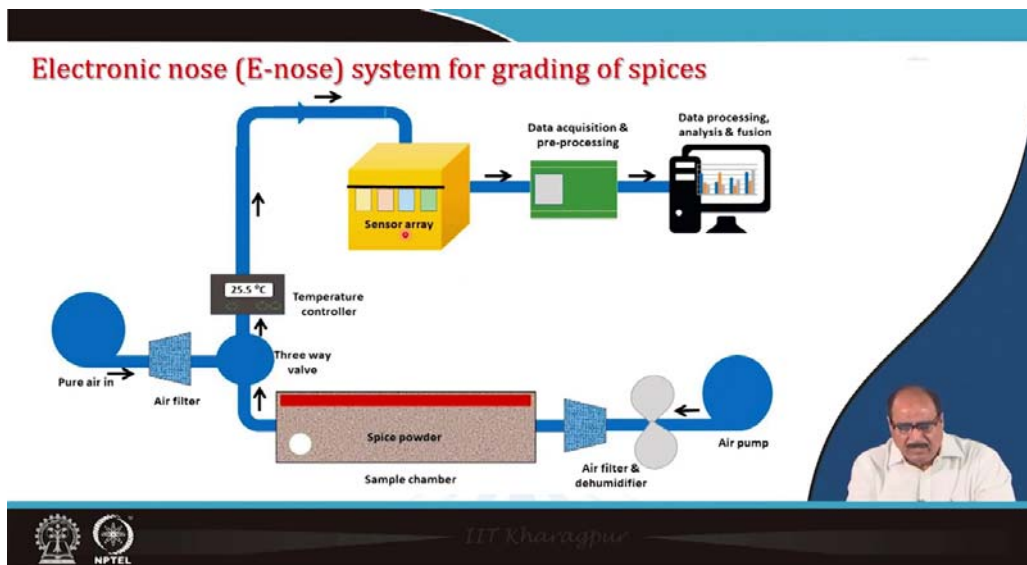 Electronic nose (E-nose) system for grading of spices
Data acquisition &
pre-processing
Data processing,
analysis & fusion
Sensor array
25.5 °C
Temperature
controller
Three way
valve
Pure air in
Air filter
Spice powder
Sample chamber
Air filter &
dehumidifier
Air pump
IIT Kharagpur
NPTEL